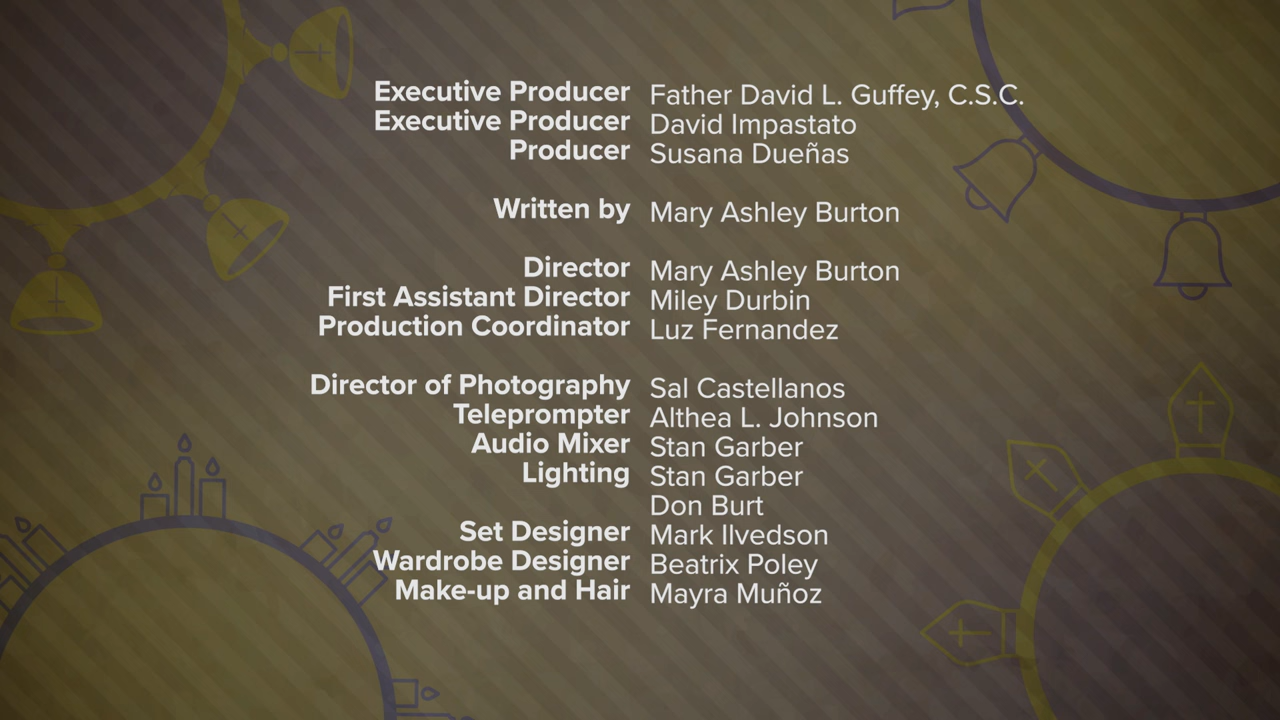 Executive Producer Father David L. Guffey, C.S.C.
Executive Producer David Impastato
Producer Susana Dueñas
Written by Mary Ashley Burton
Director Mary Ashley Burton
First Assistant Director Miley Durbin
Production Coordinator Luz Fernandez
Director of Photography Sal Castellanos
Teleprompter Althea L. Johnson
Audio Mixer Stan Garber
Lighting Stan Garber
Don Burt
Set Designer Mark Ilvedson
Wardrobe Designer Beatrix Poley
Make-up and Hair Mayra Muñoz